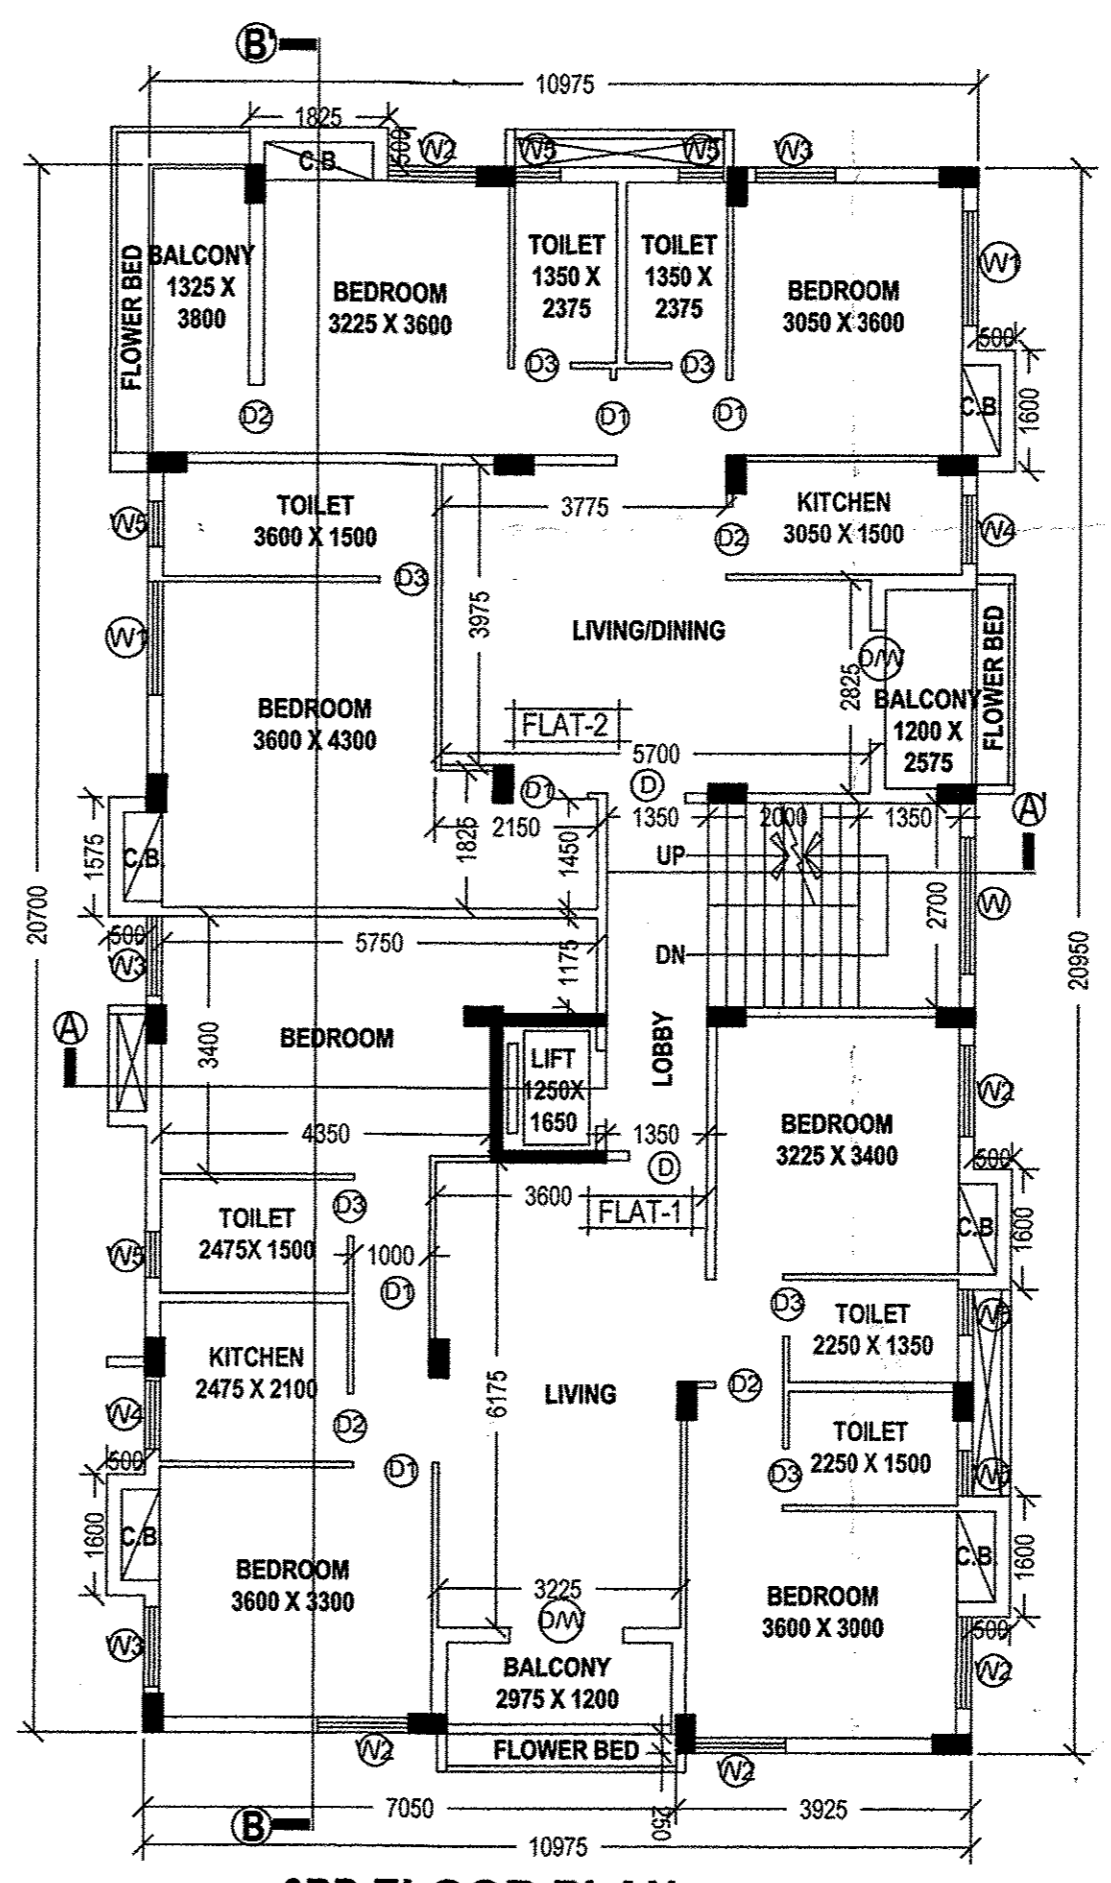 B'
10975
1825
500
W2
W5
W5
W3
C.B.
FLOWER BED
BALCONY
1325 X
3800
BEDROOM
3225 X 3600
TOILET
1350 X
2375
TOILET
1350 X
2375
BEDROOM
3050 X 3600
W1
500
C.B.
1600
D3
D3
D2
D1
D1
TOILET
3600 X 1500
W5
3775
KITCHEN
3050 X 1500
W4
D2
D3
3975
LIVING/DINING
W1
2825
D/W
FLOWER BED
BEDROOM
3600 X 4300
FLAT-2
BALCONY
1200 X
2575
5700
D1
D
A'
2150
1350
2000
1350
1825
1450
1575
C.B.
UP
20700
2700
W
500
5750
1175
W3
DN
20950
A
3400
BEDROOM
LIFT
1250X
1650
LOBBY
W2
4350
1350
BEDROOM
3225 X 3400
500
D
3600
FLAT-1
D3
TOILET
2475X 1500
W5
1000
C.B.
1600
D1
D3
TOILET
2250 X 1350
W5
KITCHEN
2475 X 2100
6175
LIVING
D2
W4
D2
TOILET
2250 X 1500
500
D1
D3
W5
1600
C.B.
BEDROOM
3600 X 3300
3225
C.B.
1600
W3
D/W
BEDROOM
3600 X 3000
500
W2
BALCONY
2975 X 1200
FLOWER BED
W2
W2
7050
250
3925
B
10975